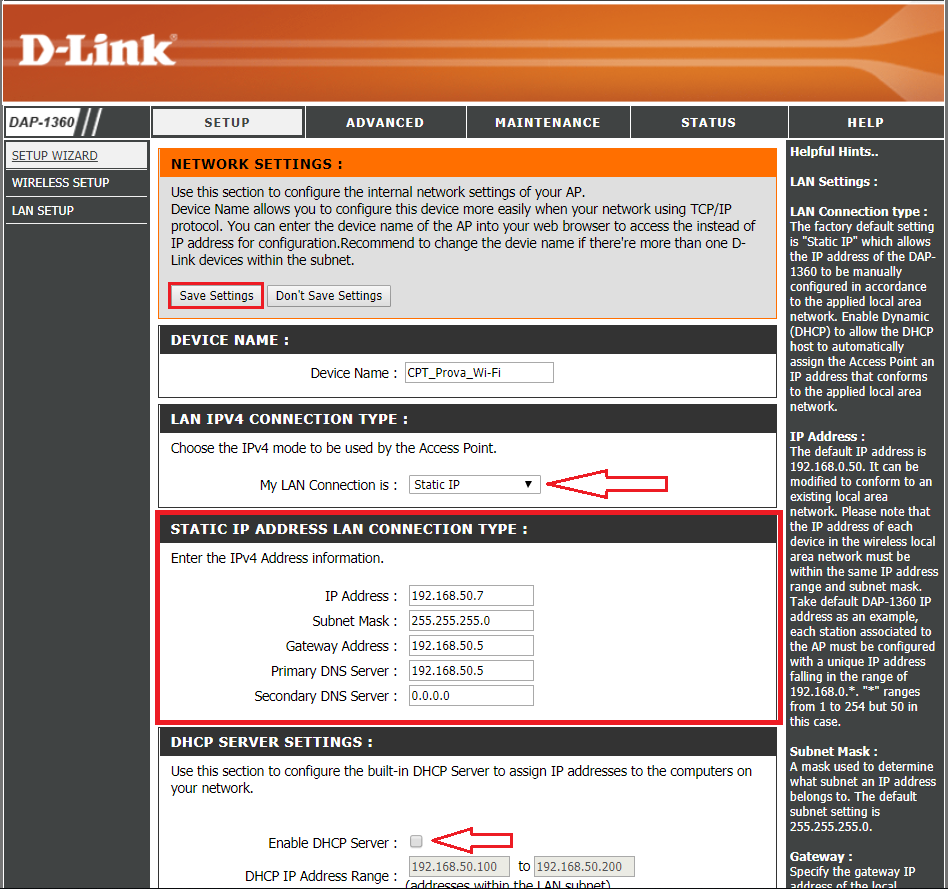 D-Link®
DAP-1360
SETUP
ADVANCED
MAINTENANCE
STATUS
HELP
SETUP WIZARD
WIRELESS SETUP
LAN SETUP
NETWORK SETTINGS :
Use this section to configure the internal network settings of your AP.
Device Name allows you to configure this device more easily when your network using TCP/IP
protocol. You can enter the device name of the AP into your web browser to access the instead of
IP address for configuration.Recommend to change the devie name if there're more than one D-
Link devices within the subnet.
Save Settings
Don't Save Settings
DEVICE NAME :
Device Name : CPT_Prova_Wi-Fi
LAN IPV4 CONNECTION TYPE :
Choose the IPv4 mode to be used by the Access Point.
My LAN Connection is : Static IP
STATIC IP ADDRESS LAN CONNECTION TYPE :
Enter the IPv4 Address information.
IP Address : 192.168.50.7
Subnet Mask : 255.255.255.0
Gateway Address : 192.168.50.5
Primary DNS Server : 192.168.50.5
Secondary DNS Server : 0.0.0.0
DHCP SERVER SETTINGS :
Use this section to configure the built-in DHCP Server to assign IP addresses to the computers on
your network.
Enable DHCP Server :
DHCP IP Address Range : 192.168.50.100 to 192.168.50.200
(addresses within the LAN subnet)
Helpful Hints..
LAN Settings :
LAN Connection type :
The factory default setting
is "Static IP" which allows
the IP address of the DAP-
1360 to be manually
configured in accordance
to the applied local area
network. Enable Dynamic
(DHCP) to allow the DHCP
host to automatically
assign the Access Point an
IP address that conforms
to the applied local area
network.
IP Address :
The default IP address is
192.168.0.50. It can be
modified to conform to an
existing local area
network. Please note that
the IP address of each
device in the wireless local
area network must be
within the same IP address
range and subnet mask.
Take default DAP-1360 IP
address as an example,
each station associated to
the AP must be configured
with a unique IP address
falling in the range of
192.168.0.*. "*" ranges
from 1 to 254 but 50 in
this case.
Subnet Mask :
A mask used to determine
what subnet an IP address
belongs to. The default
subnet setting is
255.255.255.0.
Gateway :
Specify the gateway IP
address of the local